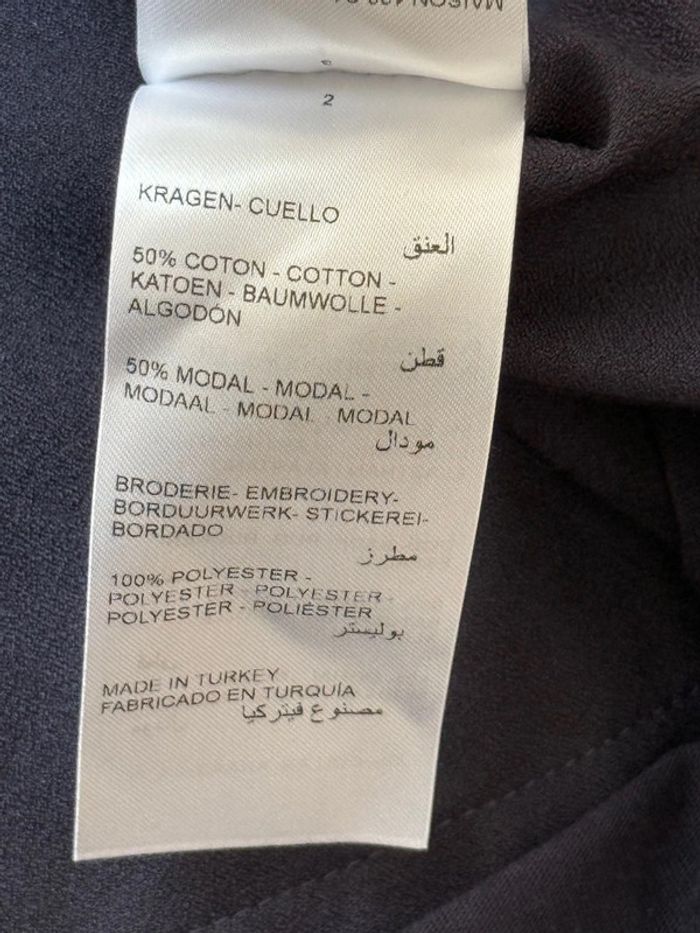 MAISON
2
KRAGEN- CUELLO
العنق
50% COTON - COTTON -
KATOEN - BAUMWOLLE -
ALGODÓN
قطن
50% MODAL - MODAL -
MODAAL - MODAL MODAL
مودال
BRODERIE- EMBROIDERY-
BORDUURWERK- STICKEREI-
BORDADO
مطرز
100% POLYESTER -
POLYESTER - POLYESTER -
POLYESTER - POLIÉSTER
بوليستر
MADE IN TURKEY
FABRICADO EN TURQUÍA
مصنوع فيتركيا